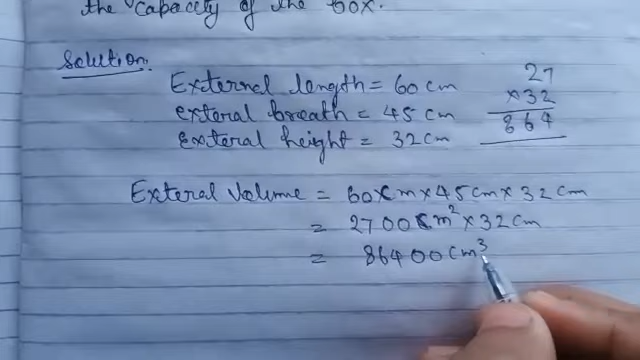 the capacity of the box.
Solution.
External length = 60 cm
exteral breath = 45 cm
Exteral height = 32 cm
27
×32
864
Exteral Volume = 60 cm × 45 cm × 32 cm
= 2700 cm² × 32 cm
= 86400 cm³